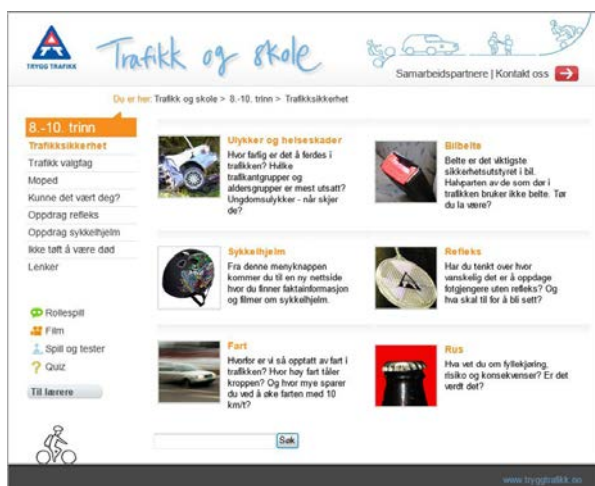 TRYGG TRAFIKK
Trafikk og skole
Samarbeidspartnere | Kontakt oss
Du er her: Trafikk og skole > 8.-10. trinn > Trafikksikkerhet
8.-10. trinn
Trafikksikkerhet
Trafikk valgfag
Moped
Kunne det vært deg?
Oppdrag refleks
Oppdrag sykkelhjelm
Ikke tøft å være død
Lenker
Rollespill
Film
Spill og tester
Quiz
Til lærere
Ulykker og helseskader
Hvor farlig er det å ferdes i
trafikken? Hvilke
trafikantgrupper og
aldersgrupper er mest utsatt?
Ungdomsulykker - når skjer
de?
Bilbelte
Belte er det viktigste
sikkerhetsutstyret i bil.
Halvparten av de som dør i
trafikken bruker ikke belte. Tør
du la være?
Sykkelhjelm
Fra denne menyknappen
kommer du til en ny nettside
hvor du finner faktainformasjon
og filmer om sykkelhjelm.
Refleks
Har du tenkt over hvor
vanskelig det er å oppdage
fotgjengere uten refleks? Og
hva skal til for å bli sett?
Fart
Hvorfor er vi så opptatt av fart i
trafikken? Hvor høy fart tåler
kroppen? Og hvor mye sparer
du ved å øke farten med 10
km/t?
Rus
Hva vet du om fyllekjøring,
risiko og konsekvenser? Er det
verdt det?
Søk
www.tryggtrafikk.no